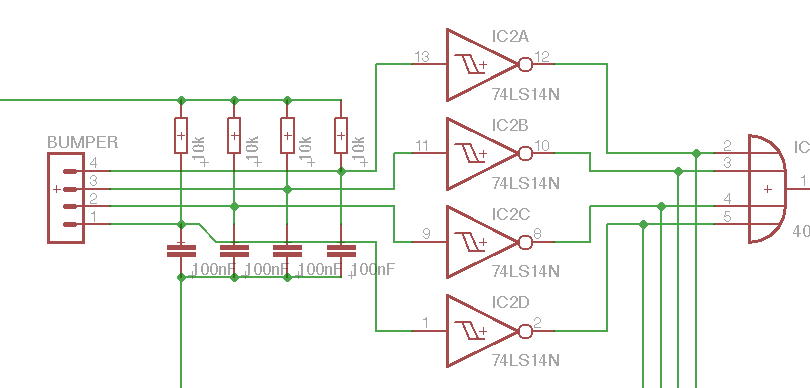 IC2A
13
12
74LS14N
10k
10k
10k
10k
BUMPER
4
3
2
1
IC2B
11
10
74LS14N
IC
2
3
4
5
1
40
IC2C
9
8
74LS14N
100nF
100nF
100nF
100nF
IC2D
1
2
74LS14N